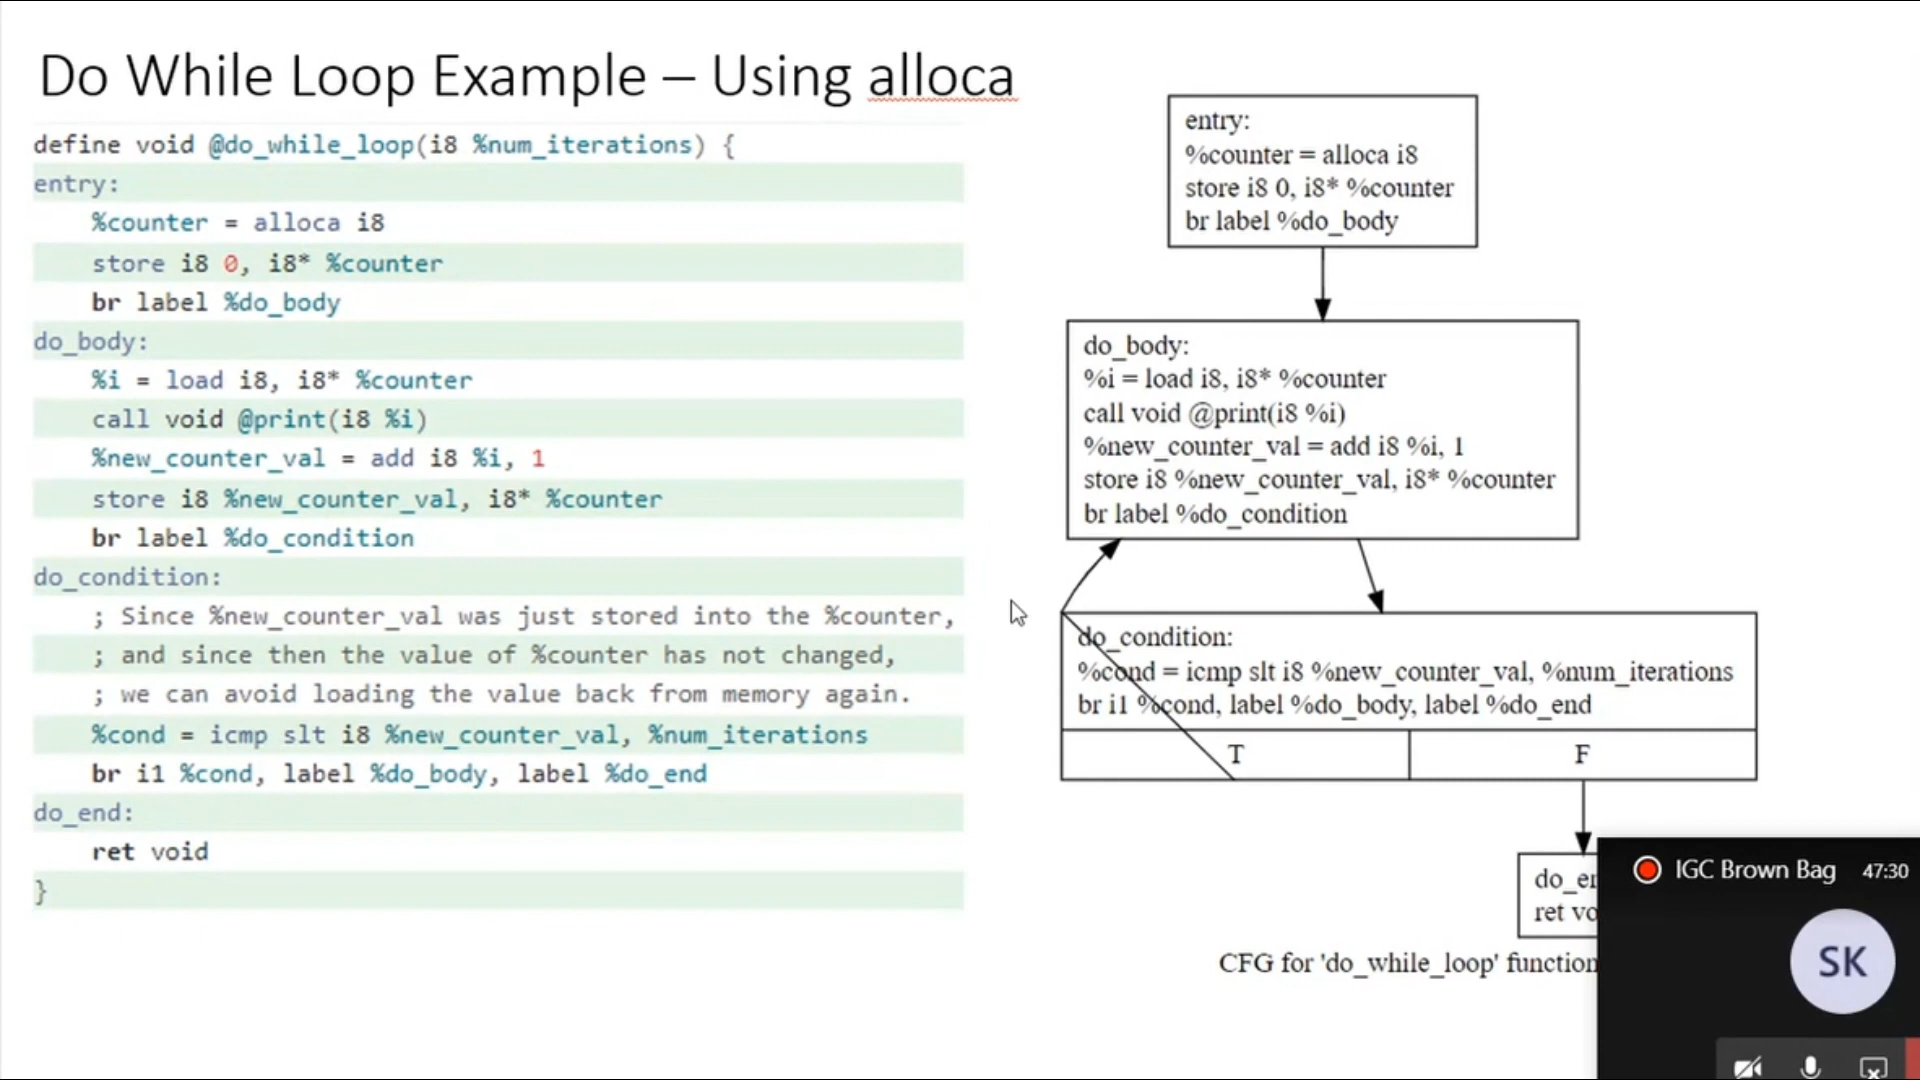 Do While Loop Example – Using alloca
define void @do_while_loop(i8 %num_iterations) {
entry:
%counter = alloca i8
store i8 0, i8* %counter
br label %do_body
do_body:
%i = load i8, i8* %counter
call void @print(i8 %i)
%new_counter_val = add i8 %i, 1
store i8 %new_counter_val, i8* %counter
br label %do_condition
do_condition:
; Since %new_counter_val was just stored into the %counter,
; and since then the value of %counter has not changed,
; we can avoid loading the value back from memory again.
%cond = icmp slt i8 %new_counter_val, %num_iterations
br i1 %cond, label %do_body, label %do_end
do_end:
ret void
}
entry:
%counter = alloca i8
store i8 0, i8* %counter
br label %do_body
do_body:
%i = load i8, i8* %counter
call void @print(i8 %i)
%new_counter_val = add i8 %i, 1
store i8 %new_counter_val, i8* %counter
br label %do_condition
do_condition:
%cond = icmp slt i8 %new_counter_val, %num_iterations
br i1 %cond, label %do_body, label %do_end
T F
ret
CFG for 'do_while_loop' function
IGC Brown Bag 47:30
SK